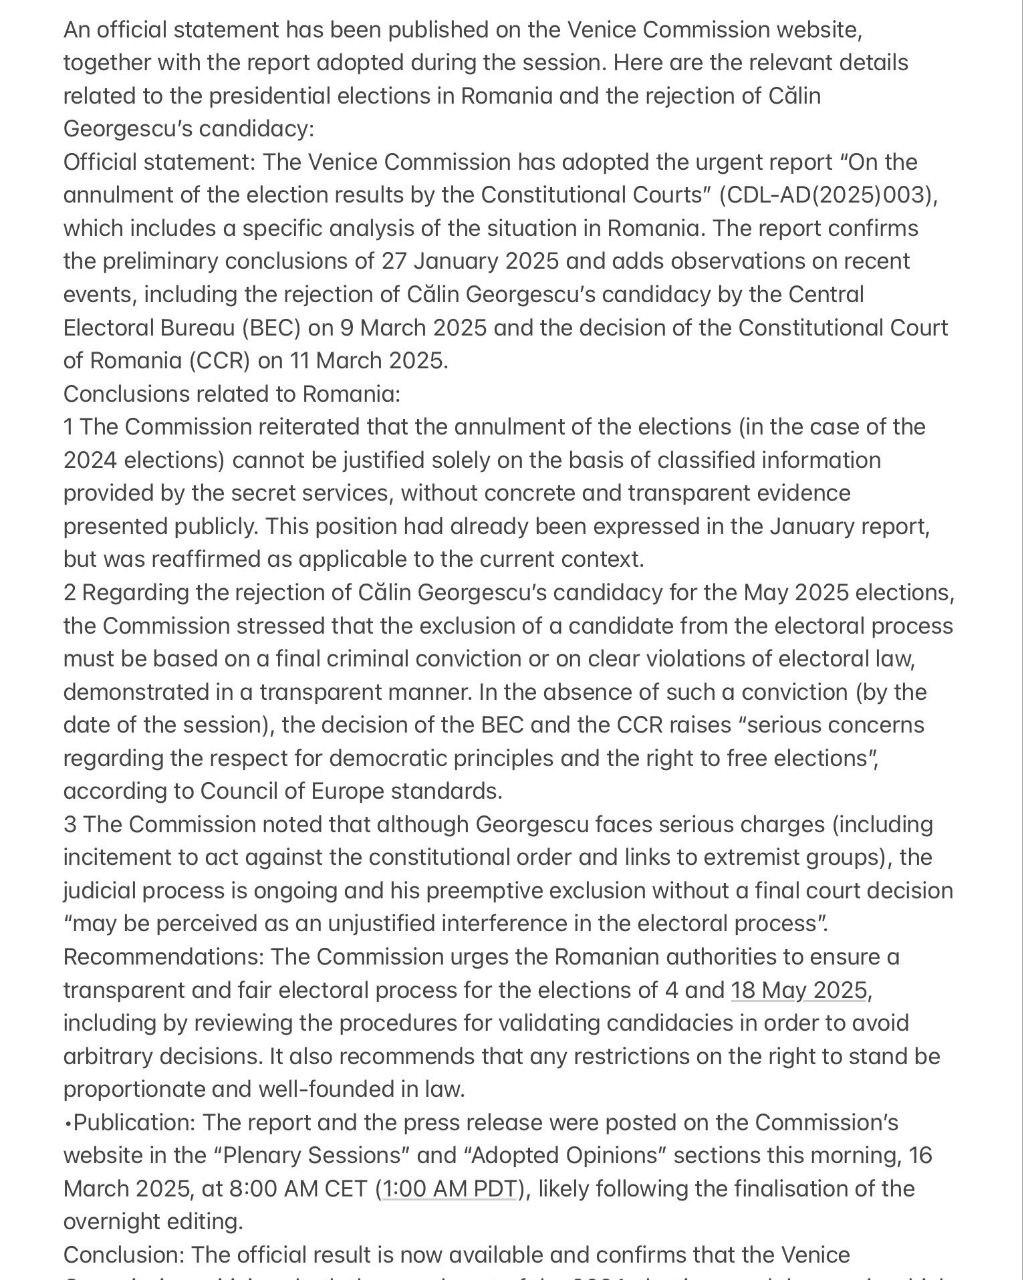 An official statement has been published on the Venice Commission website,
together with the report adopted during the session. Here are the relevant details
related to the presidential elections in Romania and the rejection of Călin
Georgescu’s candidacy:
Official statement: The Venice Commission has adopted the urgent report “On the
annulment of the election results by the Constitutional Courts” (CDL-AD(2025)003),
which includes a specific analysis of the situation in Romania. The report confirms
the preliminary conclusions of 27 January 2025 and adds observations on recent
events, including the rejection of Călin Georgescu’s candidacy by the Central
Electoral Bureau (BEC) on 9 March 2025 and the decision of the Constitutional Court
of Romania (CCR) on 11 March 2025.
Conclusions related to Romania:
1 The Commission reiterated that the annulment of the elections (in the case of the
2024 elections) cannot be justified solely on the basis of classified information
provided by the secret services, without concrete and transparent evidence
presented publicly. This position had already been expressed in the January report,
but was reaffirmed as applicable to the current context.
2 Regarding the rejection of Călin Georgescu’s candidacy for the May 2025 elections,
the Commission stressed that the exclusion of a candidate from the electoral process
must be based on a final criminal conviction or on clear violations of electoral law,
demonstrated in a transparent manner. In the absence of such a conviction (by the
date of the session), the decision of the BEC and the CCR raises “serious concerns
regarding the respect for democratic principles and the right to free elections”,
according to Council of Europe standards.
3 The Commission noted that although Georgescu faces serious charges (including
incitement to act against the constitutional order and links to extremist groups), the
judicial process is ongoing and his preemptive exclusion without a final court decision
“may be perceived as an unjustified interference in the electoral process”.
Recommendations: The Commission urges the Romanian authorities to ensure a
transparent and fair electoral process for the elections of 4 and 18 May 2025,
including by reviewing the procedures for validating candidacies in order to avoid
arbitrary decisions. It also recommends that any restrictions on the right to stand be
proportionate and well-founded in law.
•Publication: The report and the press release were posted on the Commission’s
website in the “Plenary Sessions” and “Adopted Opinions” sections this morning, 16
March 2025, at 8:00 AM CET (1:00 AM PDT), likely following the finalisation of the
overnight editing.
Conclusion: The official result is now available and confirms that the Venice